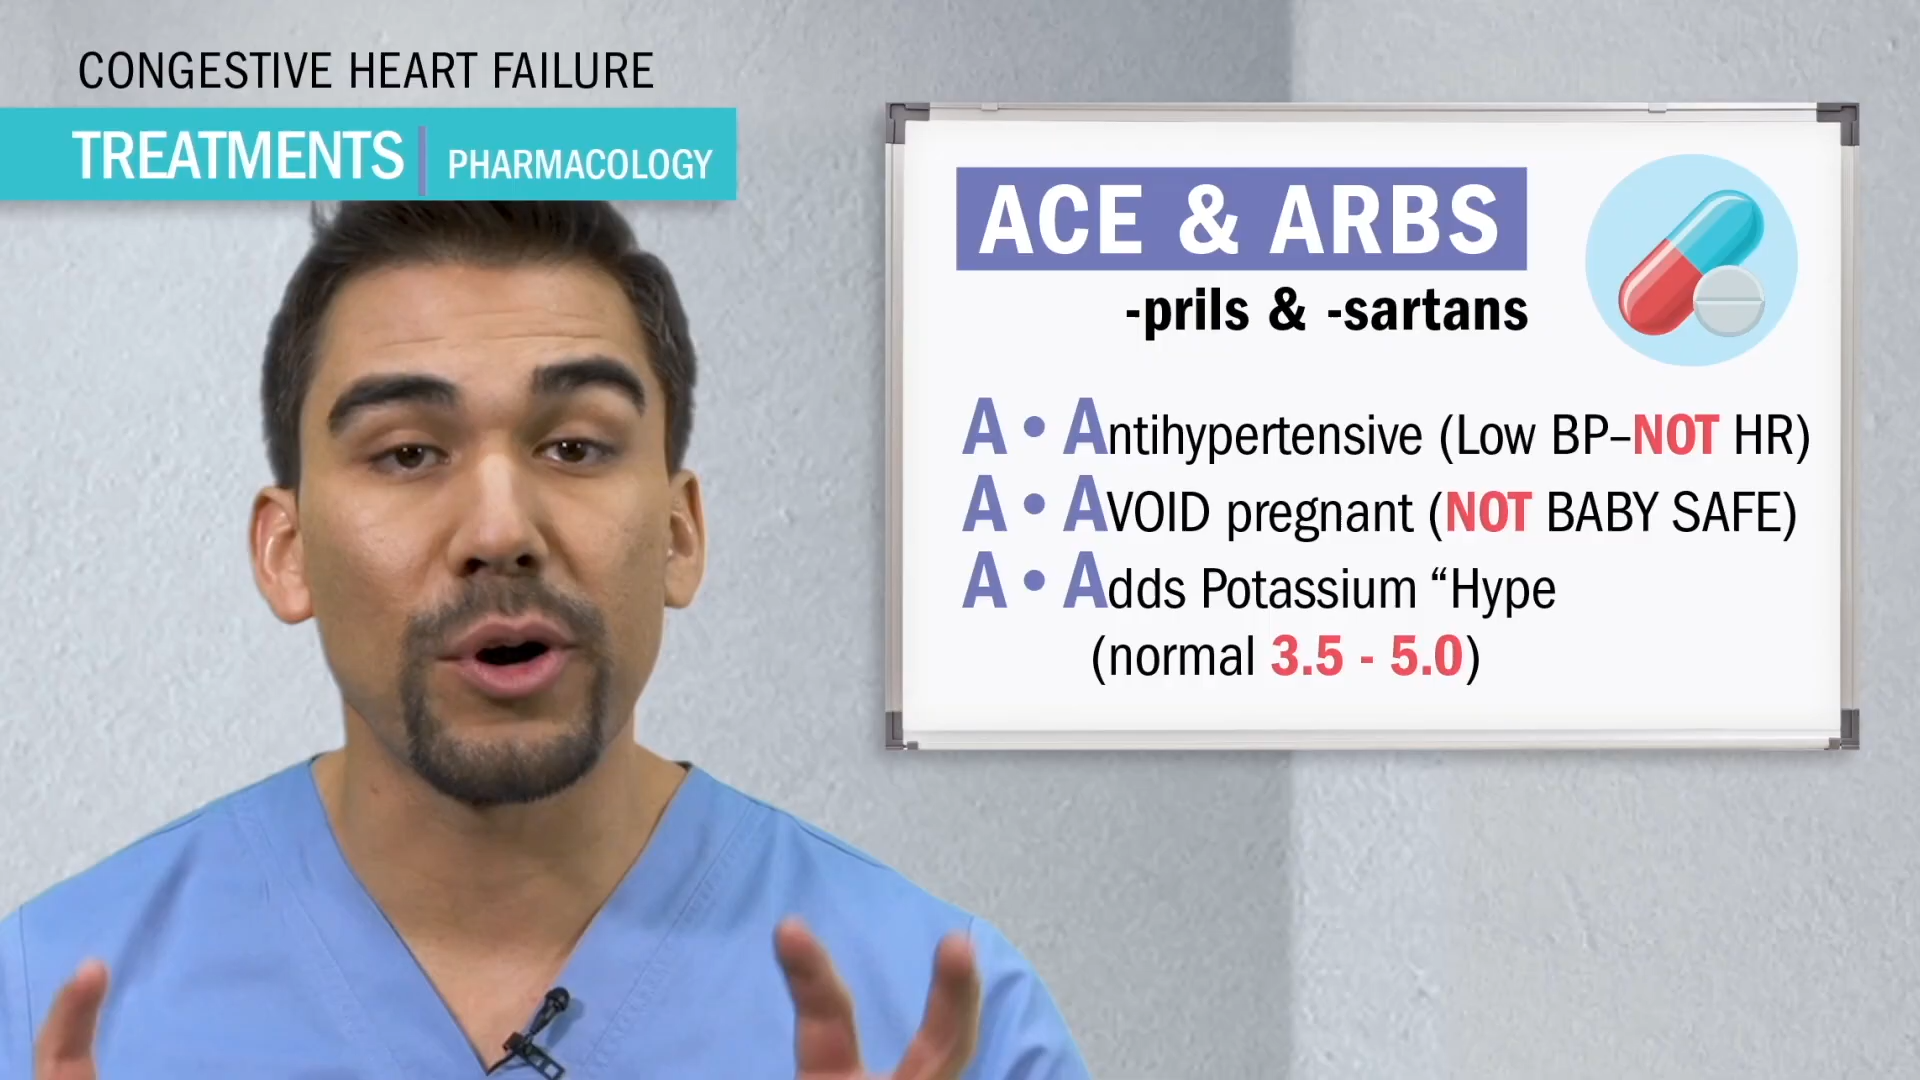 CONGESTIVE HEART FAILURE
TREATMENTS | PHARMACOLOGY
ACE & ARBS
-prils & -sartans
A • Antihypertensive (Low BP–NOT HR)
A • AVOID pregnant (NOT BABY SAFE)
A • Adds Potassium “Hype
(normal 3.5 - 5.0)